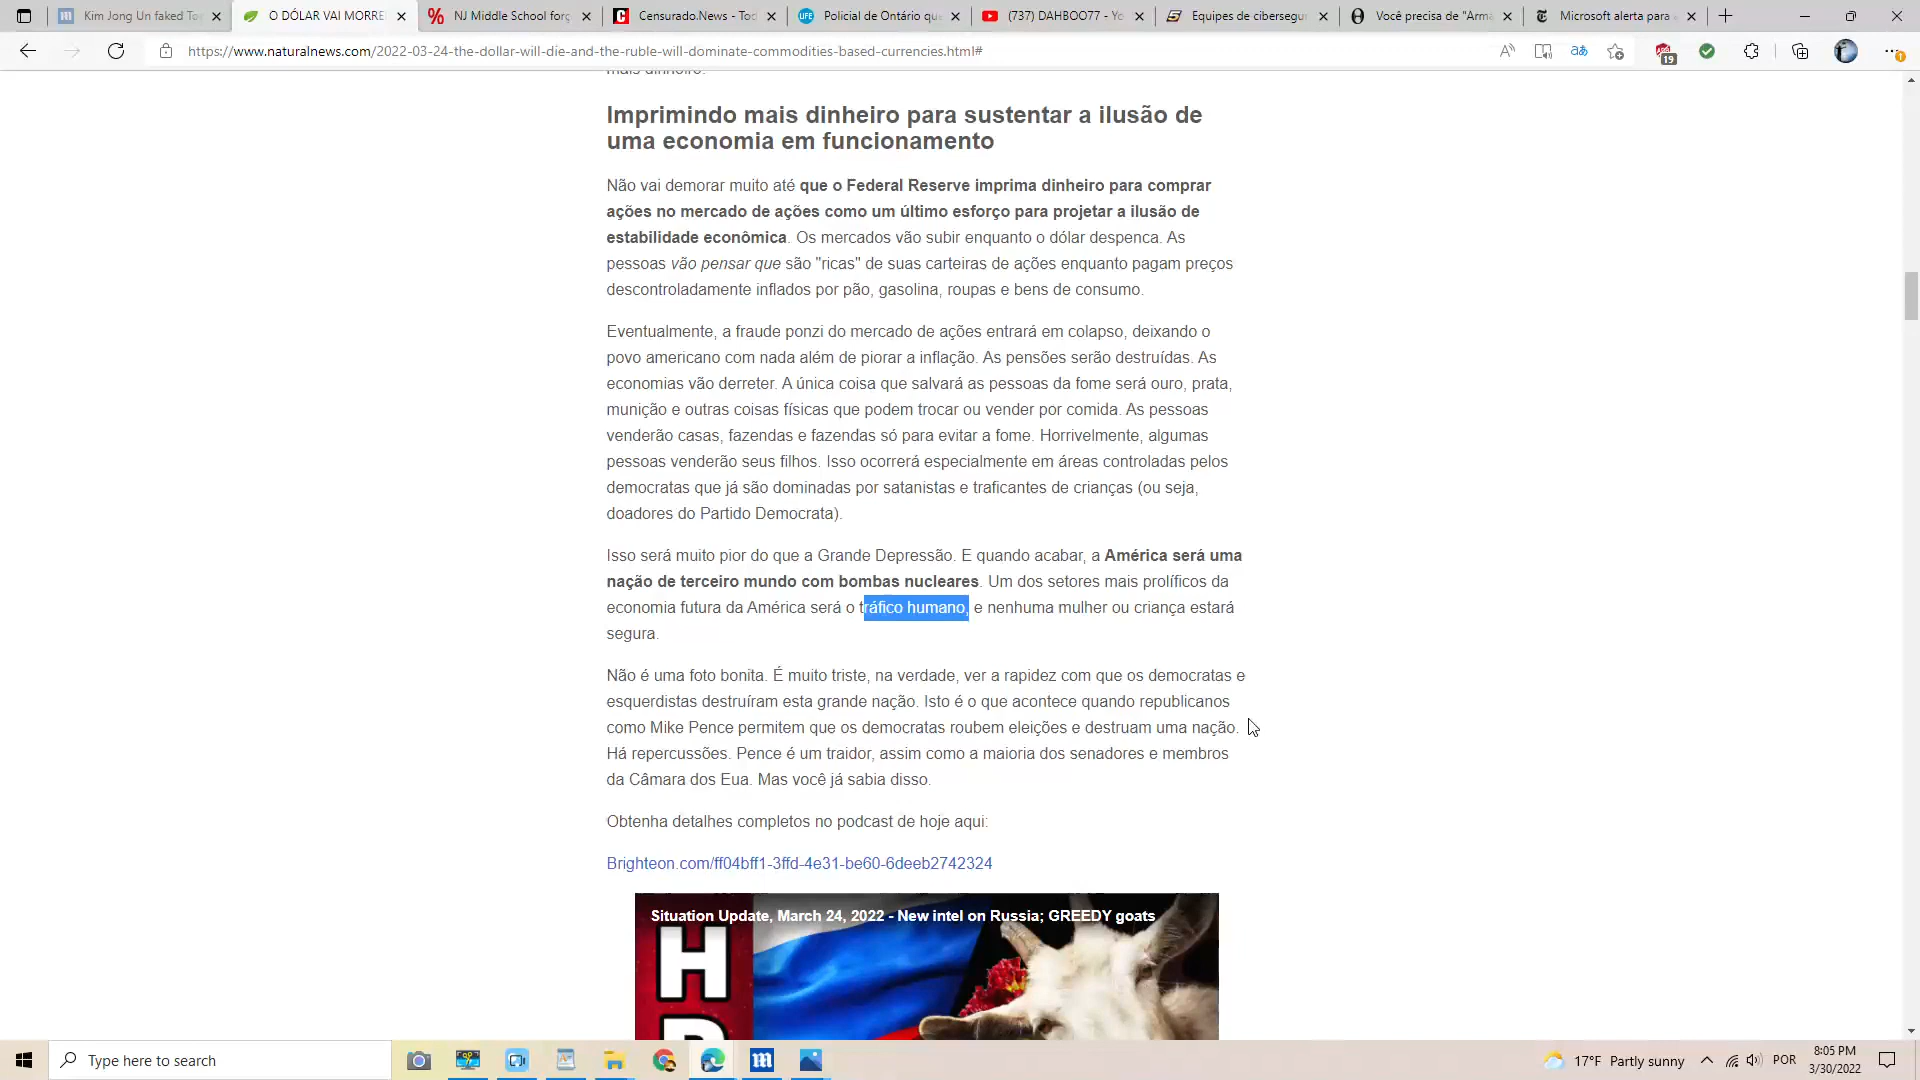 Kim Jong Un faked To
O DÓLAR VAI MORRE
NJ Middle School forç
Censurado.News - Tod
Policial de Ontário qu
(737) DAHBOO77 - Yo
Equipes de cibersegur
Você precisa de "Arma
Microsoft alerta para
https://www.naturalnews.com/2022-03-24-the-dollar-will-die-and-the-ruble-will-dominate-commodities-based-currencies.html#
19
mais dinheiro.
Imprimindo mais dinheiro para sustentar a ilusão de
uma economia em funcionamento
Não vai demorar muito até que o Federal Reserve imprima dinheiro para comprar
ações no mercado de ações como um último esforço para projetar a ilusão de
estabilidade econômica. Os mercados vão subir enquanto o dólar despenca. As
pessoas vão pensar que são "ricas" de suas carteiras de ações enquanto pagam preços
descontroladamente inflados por pão, gasolina, roupas e bens de consumo.
Eventualmente, a fraude ponzi do mercado de ações entrará em colapso, deixando o
povo americano com nada além de piorar a inflação. As pensões serão destruídas. As
economias vão derreter. A única coisa que salvará as pessoas da fome será ouro, prata,
munição e outras coisas físicas que podem trocar ou vender por comida. As pessoas
venderão casas, fazendas e fazendas só para evitar a fome. Horrivelmente, algumas
pessoas venderão seus filhos. Isso ocorrerá especialmente em áreas controladas pelos
democratas que já são dominadas por satanistas e traficantes de crianças (ou seja,
doadores do Partido Democrata).
Isso será muito pior do que a Grande Depressão. E quando acabar, a América será uma
nação de terceiro mundo com bombas nucleares. Um dos setores mais prolíficos da
economia futura da América será o tráfico humano, e nenhuma mulher ou criança estará
segura.
Não é uma foto bonita. É muito triste, na verdade, ver a rapidez com que os democratas e
esquerdistas destruíram esta grande nação. Isto é o que acontece quando republicanos
como Mike Pence permitem que os democratas roubem eleições e destruam uma nação.
Há repercussões. Pence é um traidor, assim como a maioria dos senadores e membros
da Câmara dos Eua. Mas você já sabia disso.
Obtenha detalhes completos no podcast de hoje aqui:
Brighteon.com/ff04bff1-3ffd-4e31-be60-6deeb2742324
Situation Update, March 24, 2022 - New intel on Russia; GREEDY goats
H
Type here to search
17°F Partly sunny
POR
8:05 PM
3/30/2022